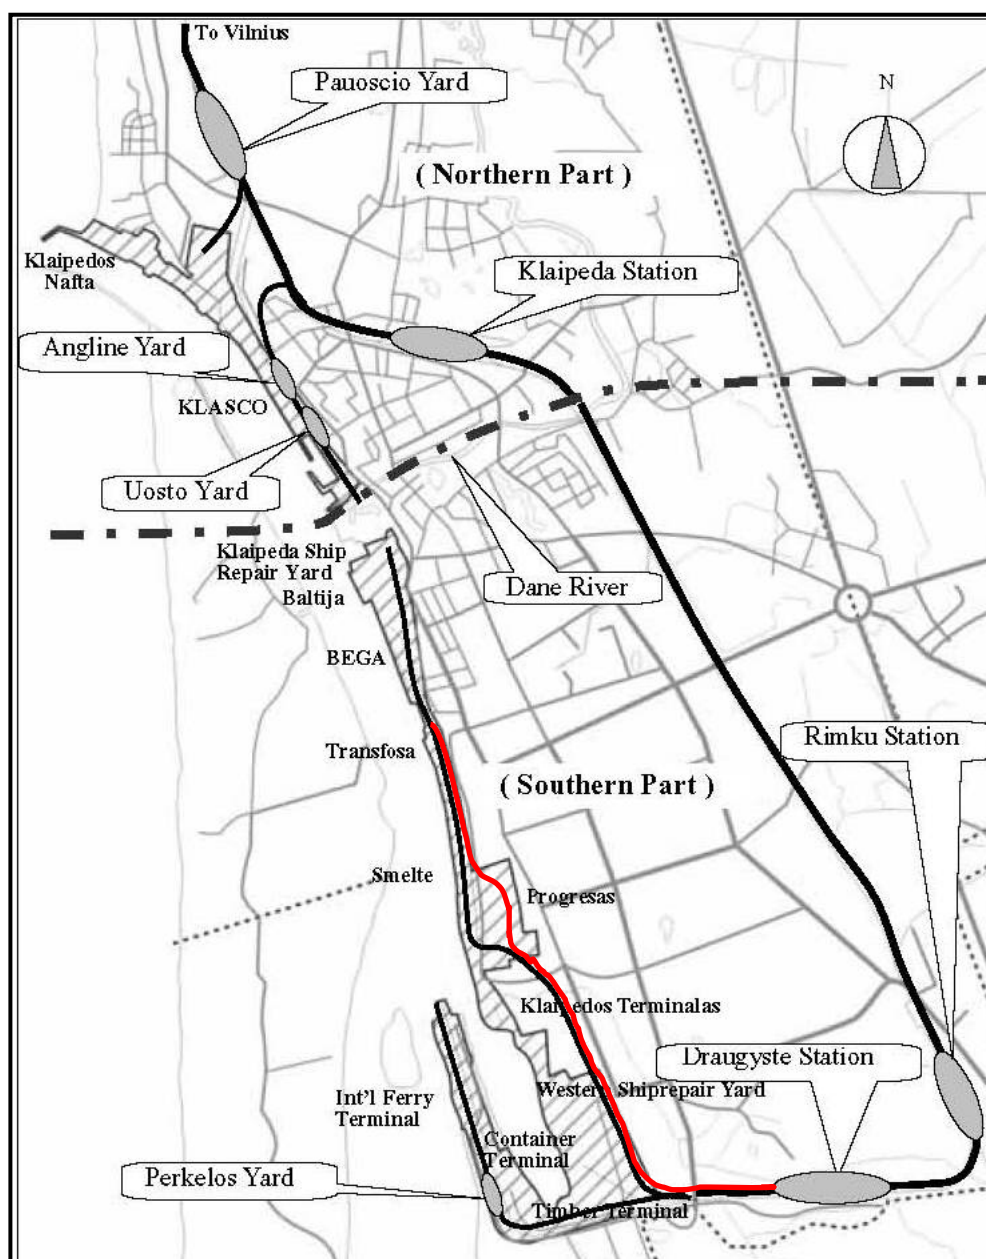 To Vilnius
Pauoscio Yard
N
( Northern Part )
Klaipedos
Nafta
Klaipeda Station
Angline Yard
KLASCO
Uosto Yard
Klaipeda Ship
Repair Yard
Baltija
Dane River
BEGA
Rimku Station
Transfosa
( Southern Part )
Smelte
Progresas
Klaipedos Terminalas
Draugyste Station
Western Shiprepair Yard
Int'l Ferry
Terminal
Container
Terminal
Perkelos Yard
Timber Terminal